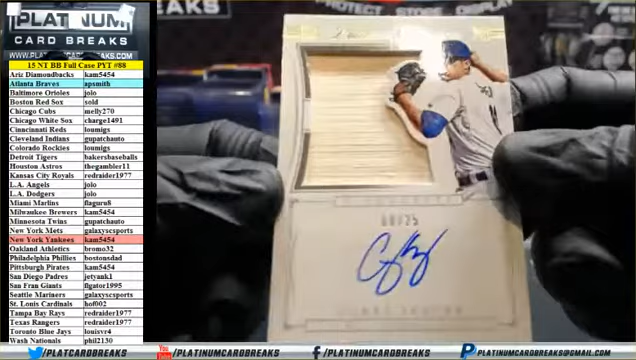 PROTECT STORE DISPLAY
PLATINUM
CARD BREAKS
WWW.PLATINUMCARDBREAKS.COM
15 NT BB Full Case PYT #88
Ariz Diamondbacks kam5454
Atlanta Braves apsmith
Baltimore Orioles jolo
Boston Red Sox sold
Chicago Cubs melly270
Chicago White Sox charge1491
Cinncinati Reds loumigs
Cleveland Indians gupatchauto
Colorado Rockies loumigs
Detroit Tigers bakersbaseballs
Houston Astros thegambler11
Kansas City Royals redraider1977
L.A. Angels jolo
L.A. Dodgers jolo
Miami Marlins flaguru8
Milwaukee Brewers kam5454
Minnesota Twins gupatchauto
New York Mets galaxyscsports
New York Yankees kam5454
Oakland Athletics bromo32
Philadelphia Phillies bostonsdad
Pittsburgh Pirates kam5454
San Diego Padres jetyank1
San Fran Giants flgator1995
Seattle Mariners galaxyscsports
St. Louis Cardinals hof002
Tampa Bay Rays redraider1977
Texas Rangers redraider1977
Toronto Blue Jays louisvr4
Wash Nationals phil2130
/PLATCARDBREAKS YouTube /PLATINUMCARDBREAKS /PLATINUMCARDBREAKS PLATINUMCARDBREAKS@GMAIL.COM